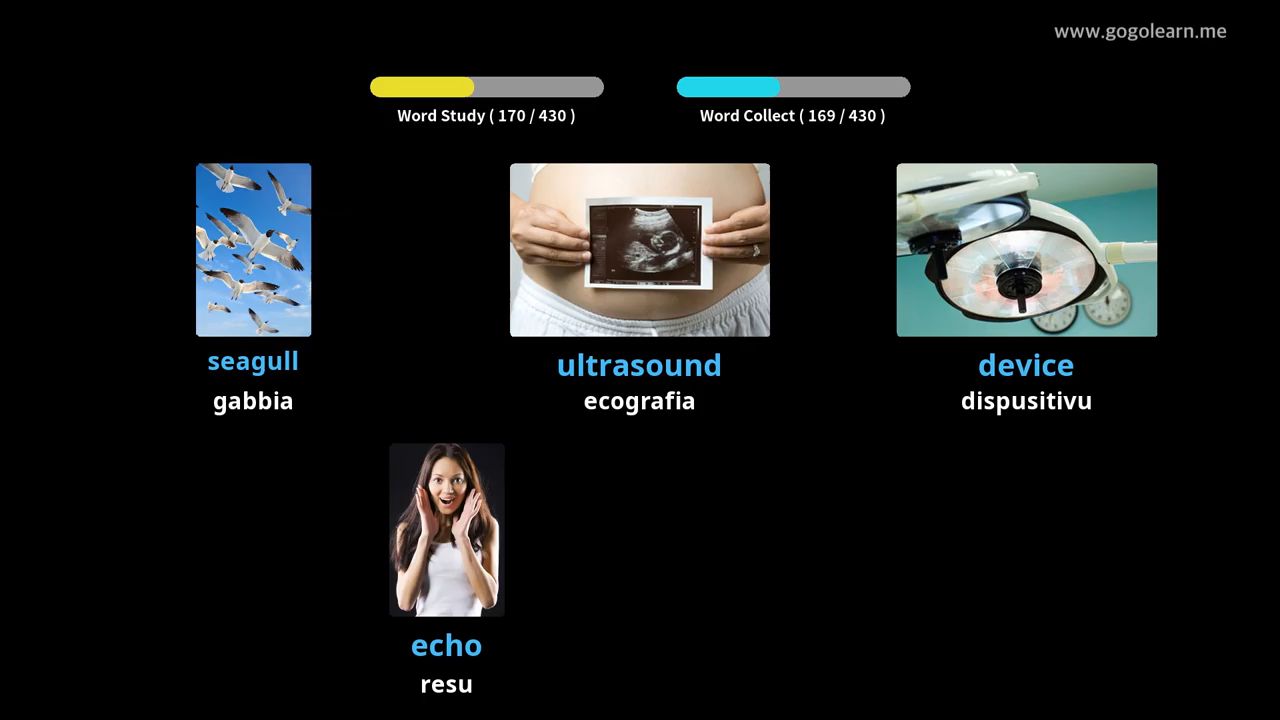 www.gogolearn.me
Word Study ( 170 / 430 )
Word Collect ( 169 / 430 )
seagull
gabbia
ultrasound
ecografia
device
dispusitivu
echo
resu